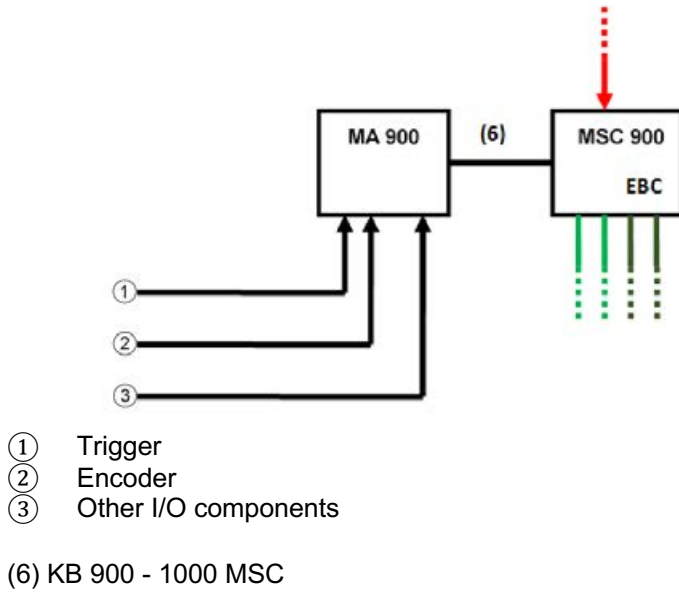 MA 900
(6)
MSC 900
EBC
①
②
③
① Trigger
② Encoder
③ Other I/O components
(6) KB 900 - 1000 MSC